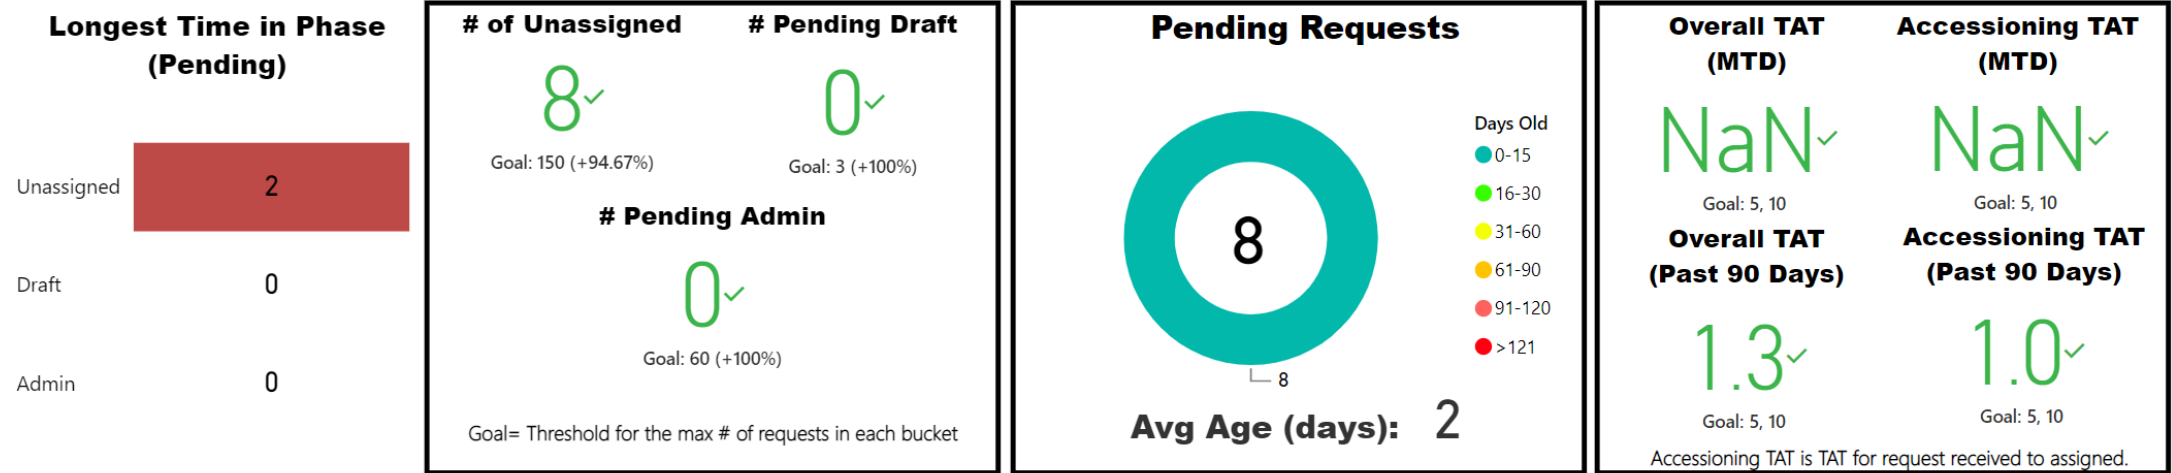 Longest Time in Phase
(Pending)
Unassigned 2
Draft 0
Admin 0
# of Unassigned
8
Goal: 150 (+94.67%)
# Pending Draft
0
Goal: 3 (+100%)
# Pending Admin
0
Goal: 60 (+100%)
Goal= Threshold for the max # of requests in each bucket
Pending Requests
8
8
Days Old
0-15
16-30
31-60
61-90
91-120
>121
Avg Age (days): 2
Overall TAT
(MTD)
NaN
Goal: 5, 10
Accessioning TAT
(MTD)
NaN
Goal: 5, 10
Overall TAT
(Past 90 Days)
1.3
Goal: 5, 10
Accessioning TAT
(Past 90 Days)
1.0
Goal: 5, 10
Accessioning TAT is TAT for request received to assigned.